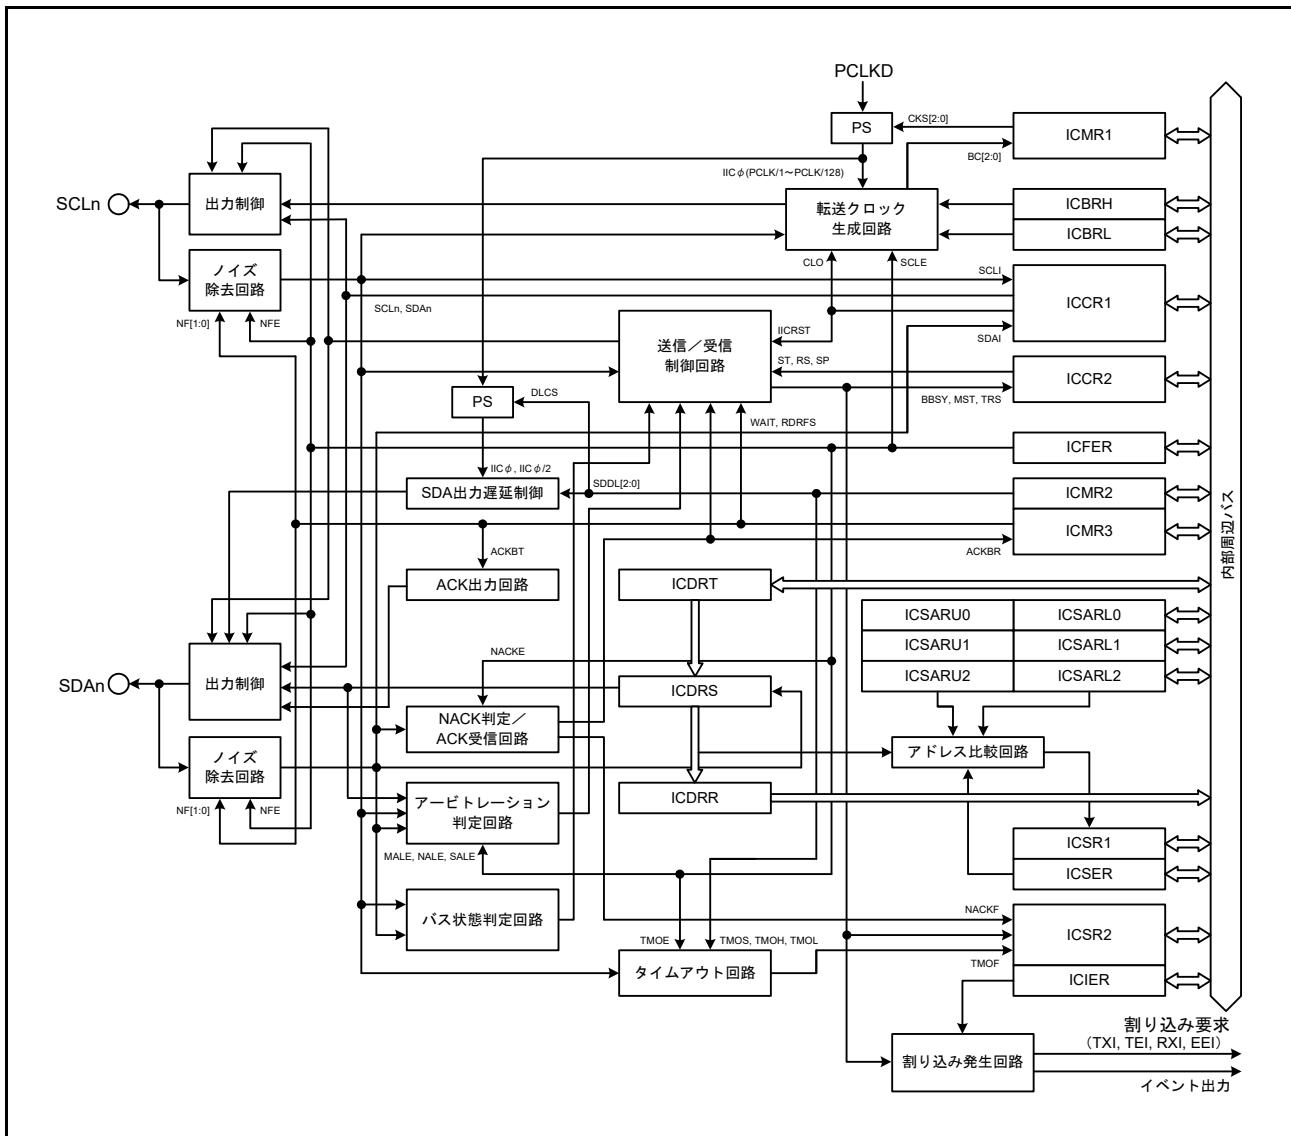 PCLKD
PS
CKS[2:0]
ICMR1
BC[2:0]
IICφ(PCLK/1～PCLK/128)
SCLn
出力制御
転送クロック
生成回路
ICBRH
ICBRL
ノイズ
除去回路
CLO
SCLE
SCLI
ICCR1
SCLn, SDAn
NF[1:0]
NFE
IICRST
SDAI
送信／受信
制御回路
ST, RS, SP
ICCR2
BBSY, MST, TRS
PS
DLCS
WAIT, RDRFS
ICFER
IICφ, IICφ/2
SDA出力遅延制御
SDDL[2:0]
ICMR2
ICMR3
ACKBT
ACKBR
内部周辺バス
ACK出力回路
ICDRT
ICSARU0
ICSARL0
ICSARU1
ICSARL1
ICSARU2
ICSARL2
NACKE
SDAn
出力制御
ICDRS
NACK判定／
ACK受信回路
アドレス比較回路
ノイズ
除去回路
NF[1:0]
NFE
アービトレーション
判定回路
ICDRR
MALE, NALE, SALE
ICSR1
ICSER
バス状態判定回路
NACKF
ICSR2
TMOE
TMOS, TMOH, TMOL
TMOF
タイムアウト回路
ICIER
割り込み要求
（TXI, TEI, RXI, EEI）
割り込み発生回路
イベント出力